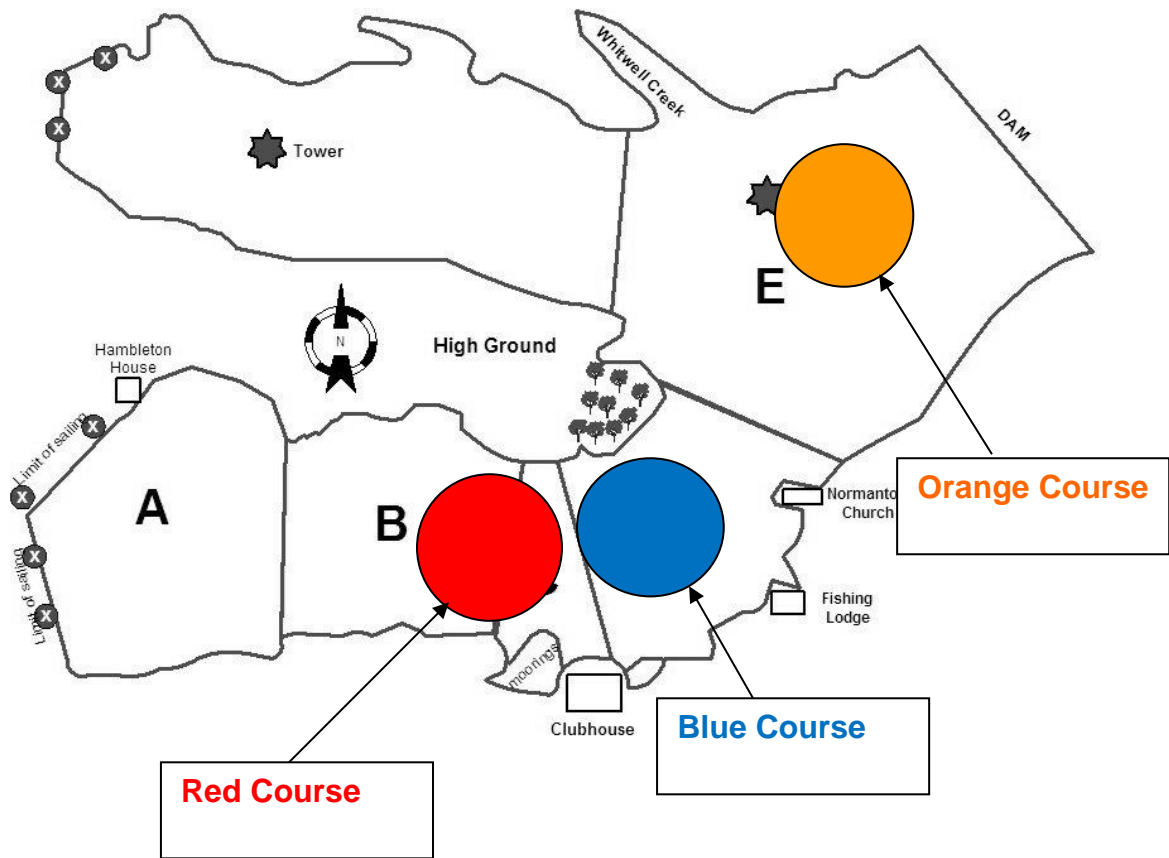 Whitwell Creek
DAM
X
X
X
Tower
E
N
High Ground
Hambleton
House
Limit of sailing
X
X
A
B
Orange Course
Normanto
Church
Limit of sailing
X
X
Fishing
Lodge
moorings
Clubhouse
Blue Course
Red Course